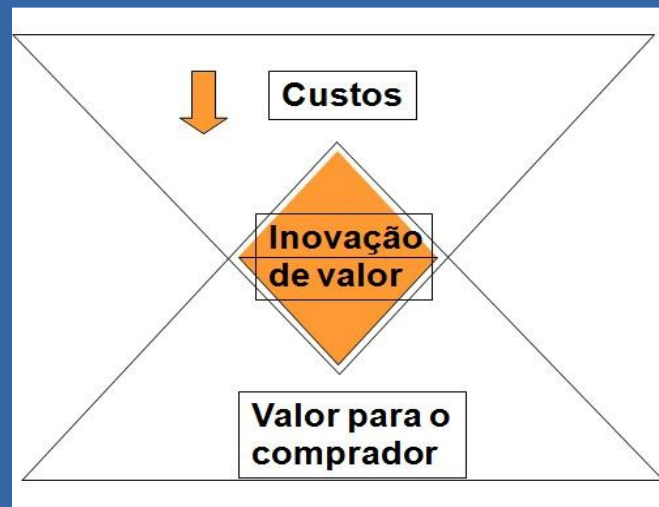 Custos
Inovação
de valor
Valor para o
comprador